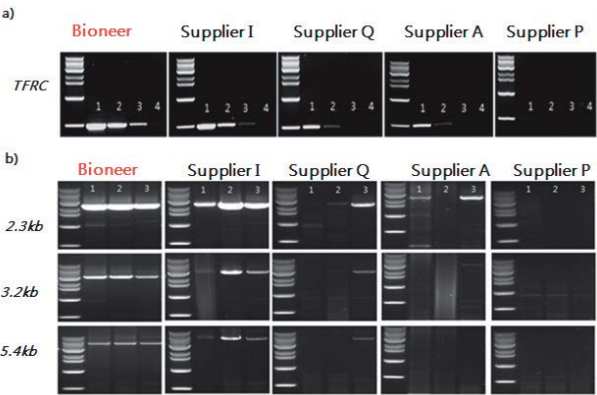 a)
Bioneer Supplier I Supplier Q Supplier A Supplier P
TFRC
1 2 3 4 1 2 3 4 1 2 3 4 1 2 3 4 1 2 3 4
b)
Bioneer Supplier I Supplier Q Supplier A Supplier P
1 2 3 1 2 3 1 2 3 1 2 3 1 2 3
2.3kb
3.2kb
5.4kb